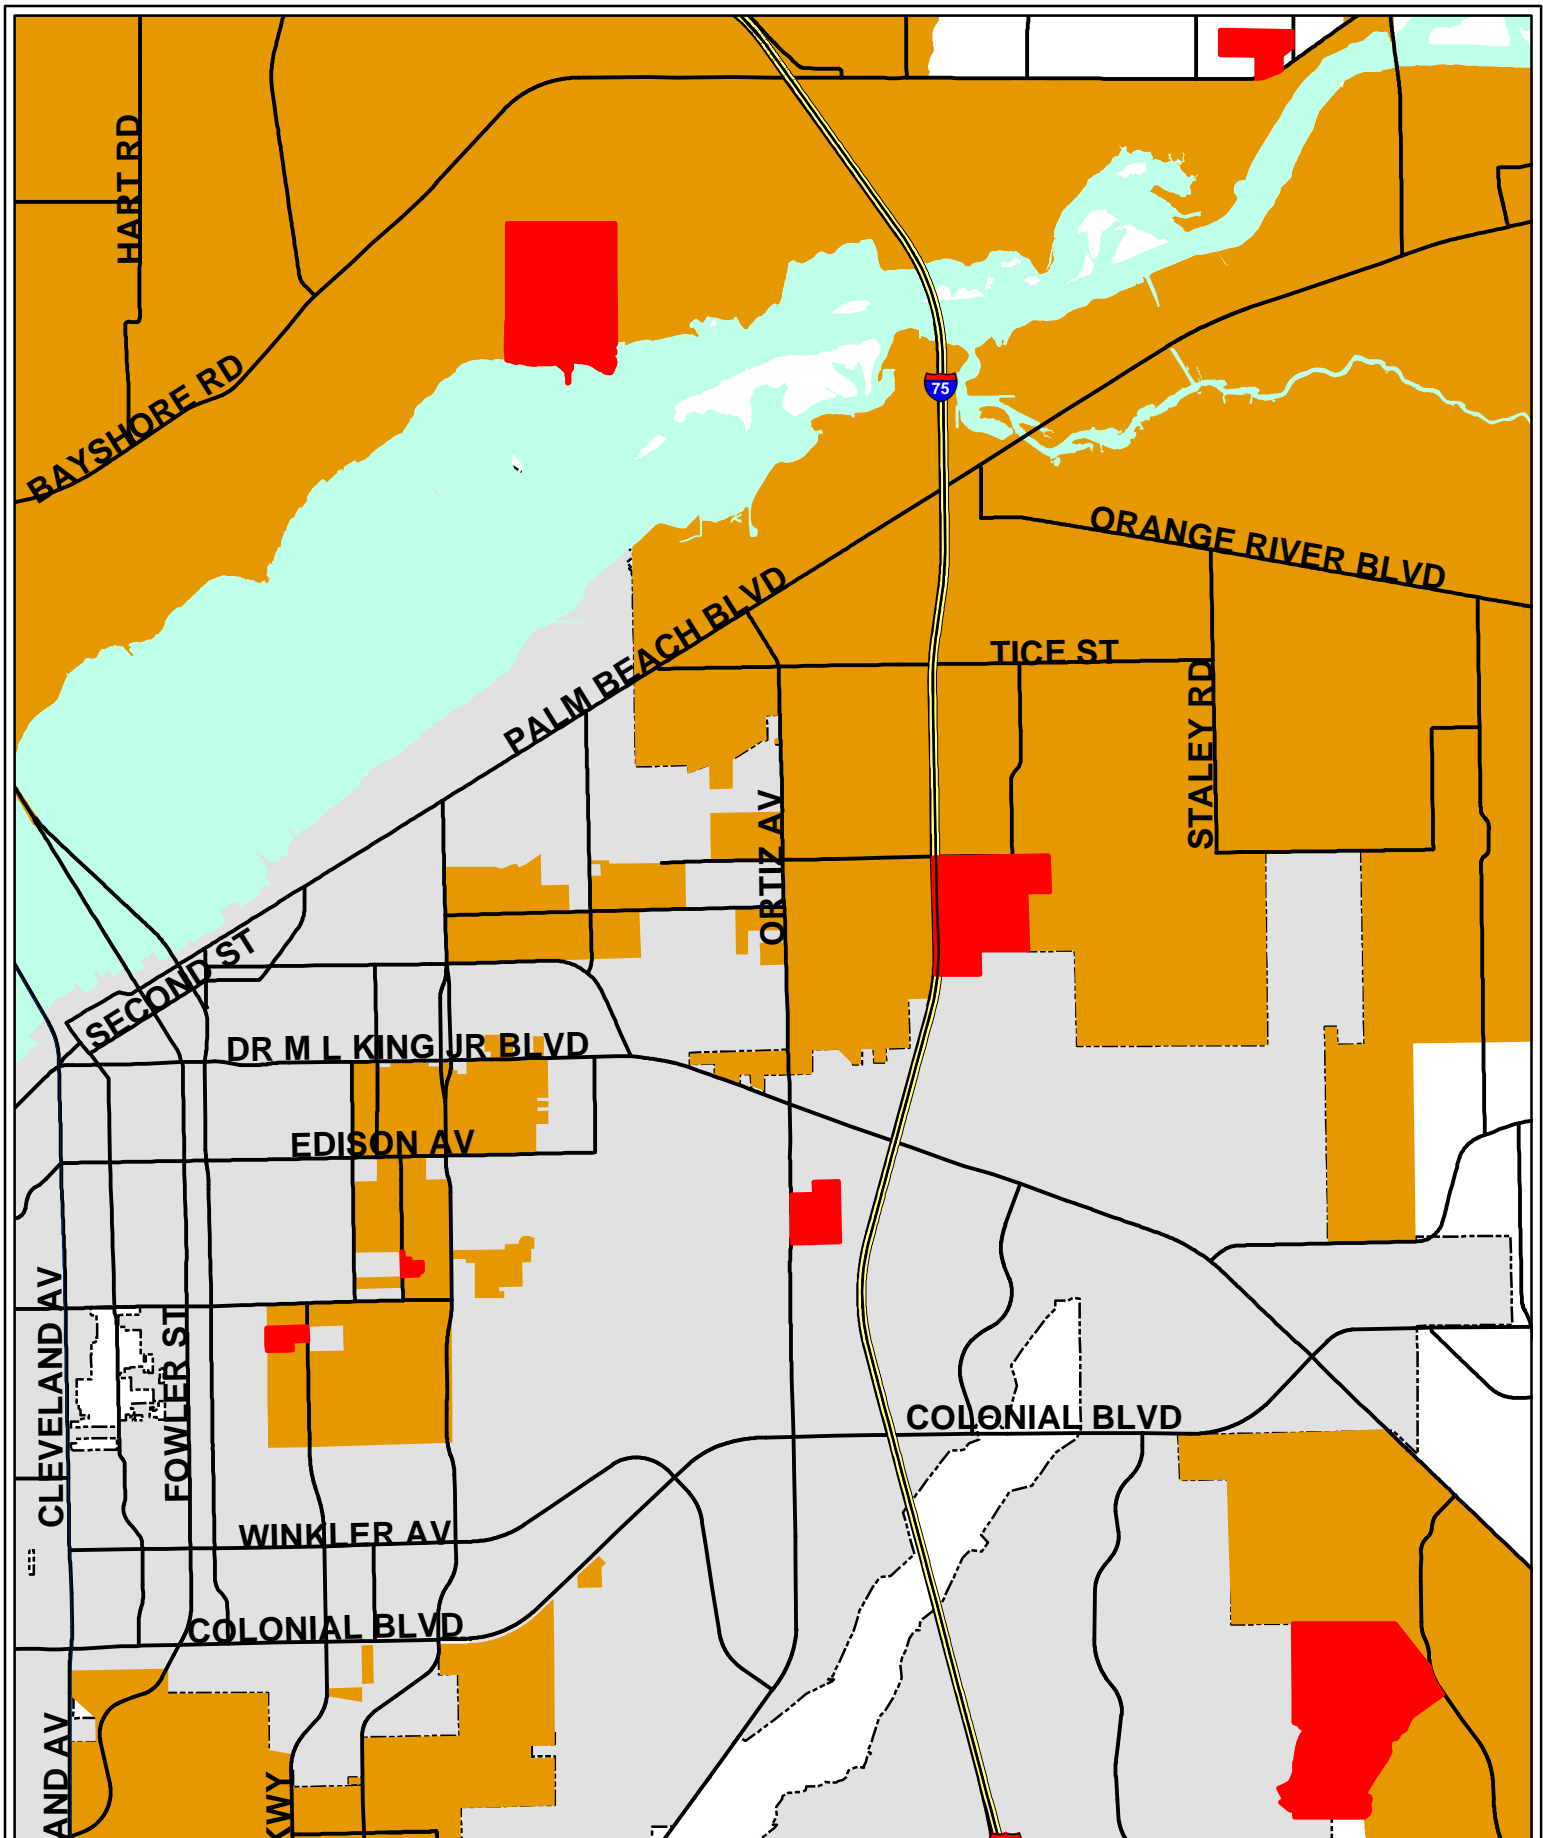 HART RD
BAYSHORE RD
75
ORANGE RIVER BLVD
PALM BEACH BLVD
TICE ST
STALEY RD
ORTIZ AV
SECOND ST
DR M L KING JR BLVD
EDISON AV
CLEVELAND AV
FOWLER ST
COLONIAL BLVD
WINKLER AV
COLONIAL BLVD
AND AV
KWY